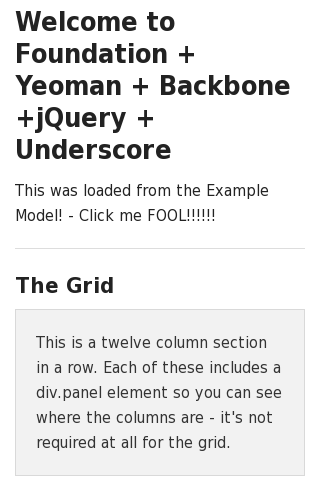 Welcome to
Foundation +
Yeoman + Backbone
+jQuery +
Underscore
This was loaded from the Example
Model! - Click me FOOL!!!!!!
The Grid
This is a twelve column section
in a row. Each of these includes a
div.panel element so you can see
where the columns are - it's not
required at all for the grid.